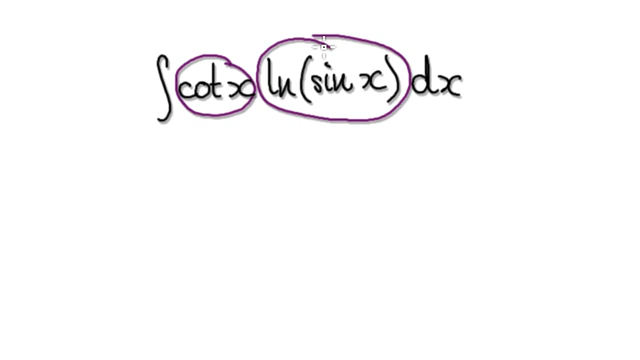 ∫ cot x ln(sin x) dx